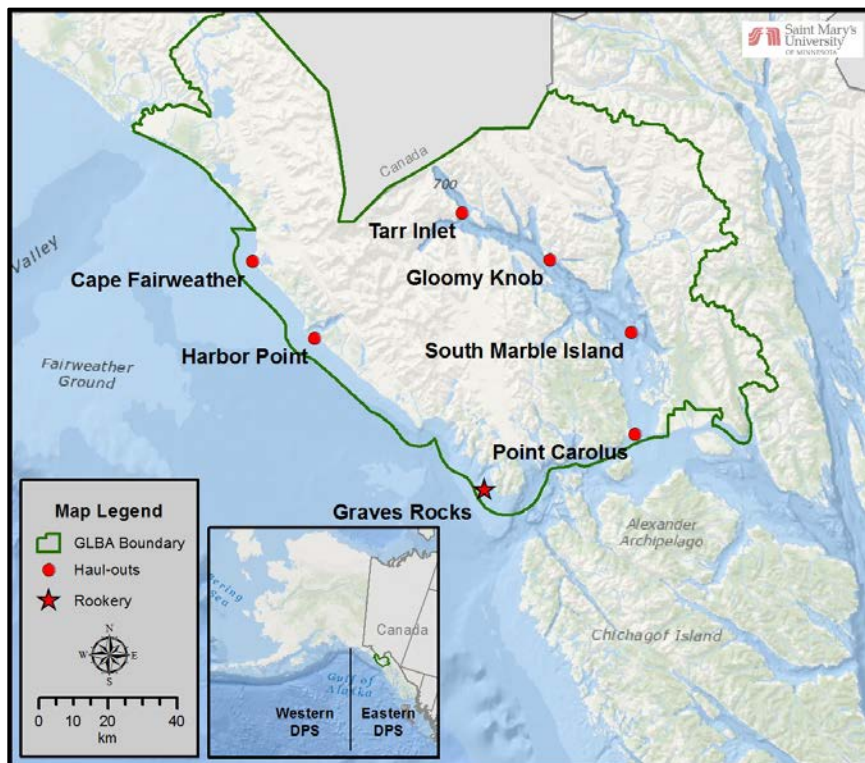 Saint Mary's
University
OF MINNESOTA
Canada
700
Tarr Inlet
Valley
Cape Fairweather
Gloomy Knob
Harbor Point
South Marble Island
Fairweather
Ground
Point Carolus
Graves Rocks
Alexander
Archipelago
Chichagof Island
Map Legend
GLBA Boundary
Haul-outs
Rookery
N
W
E
S
0
20
40
km
Canada
Gulf of
Alaska
Western
DPS
Eastern
DPS